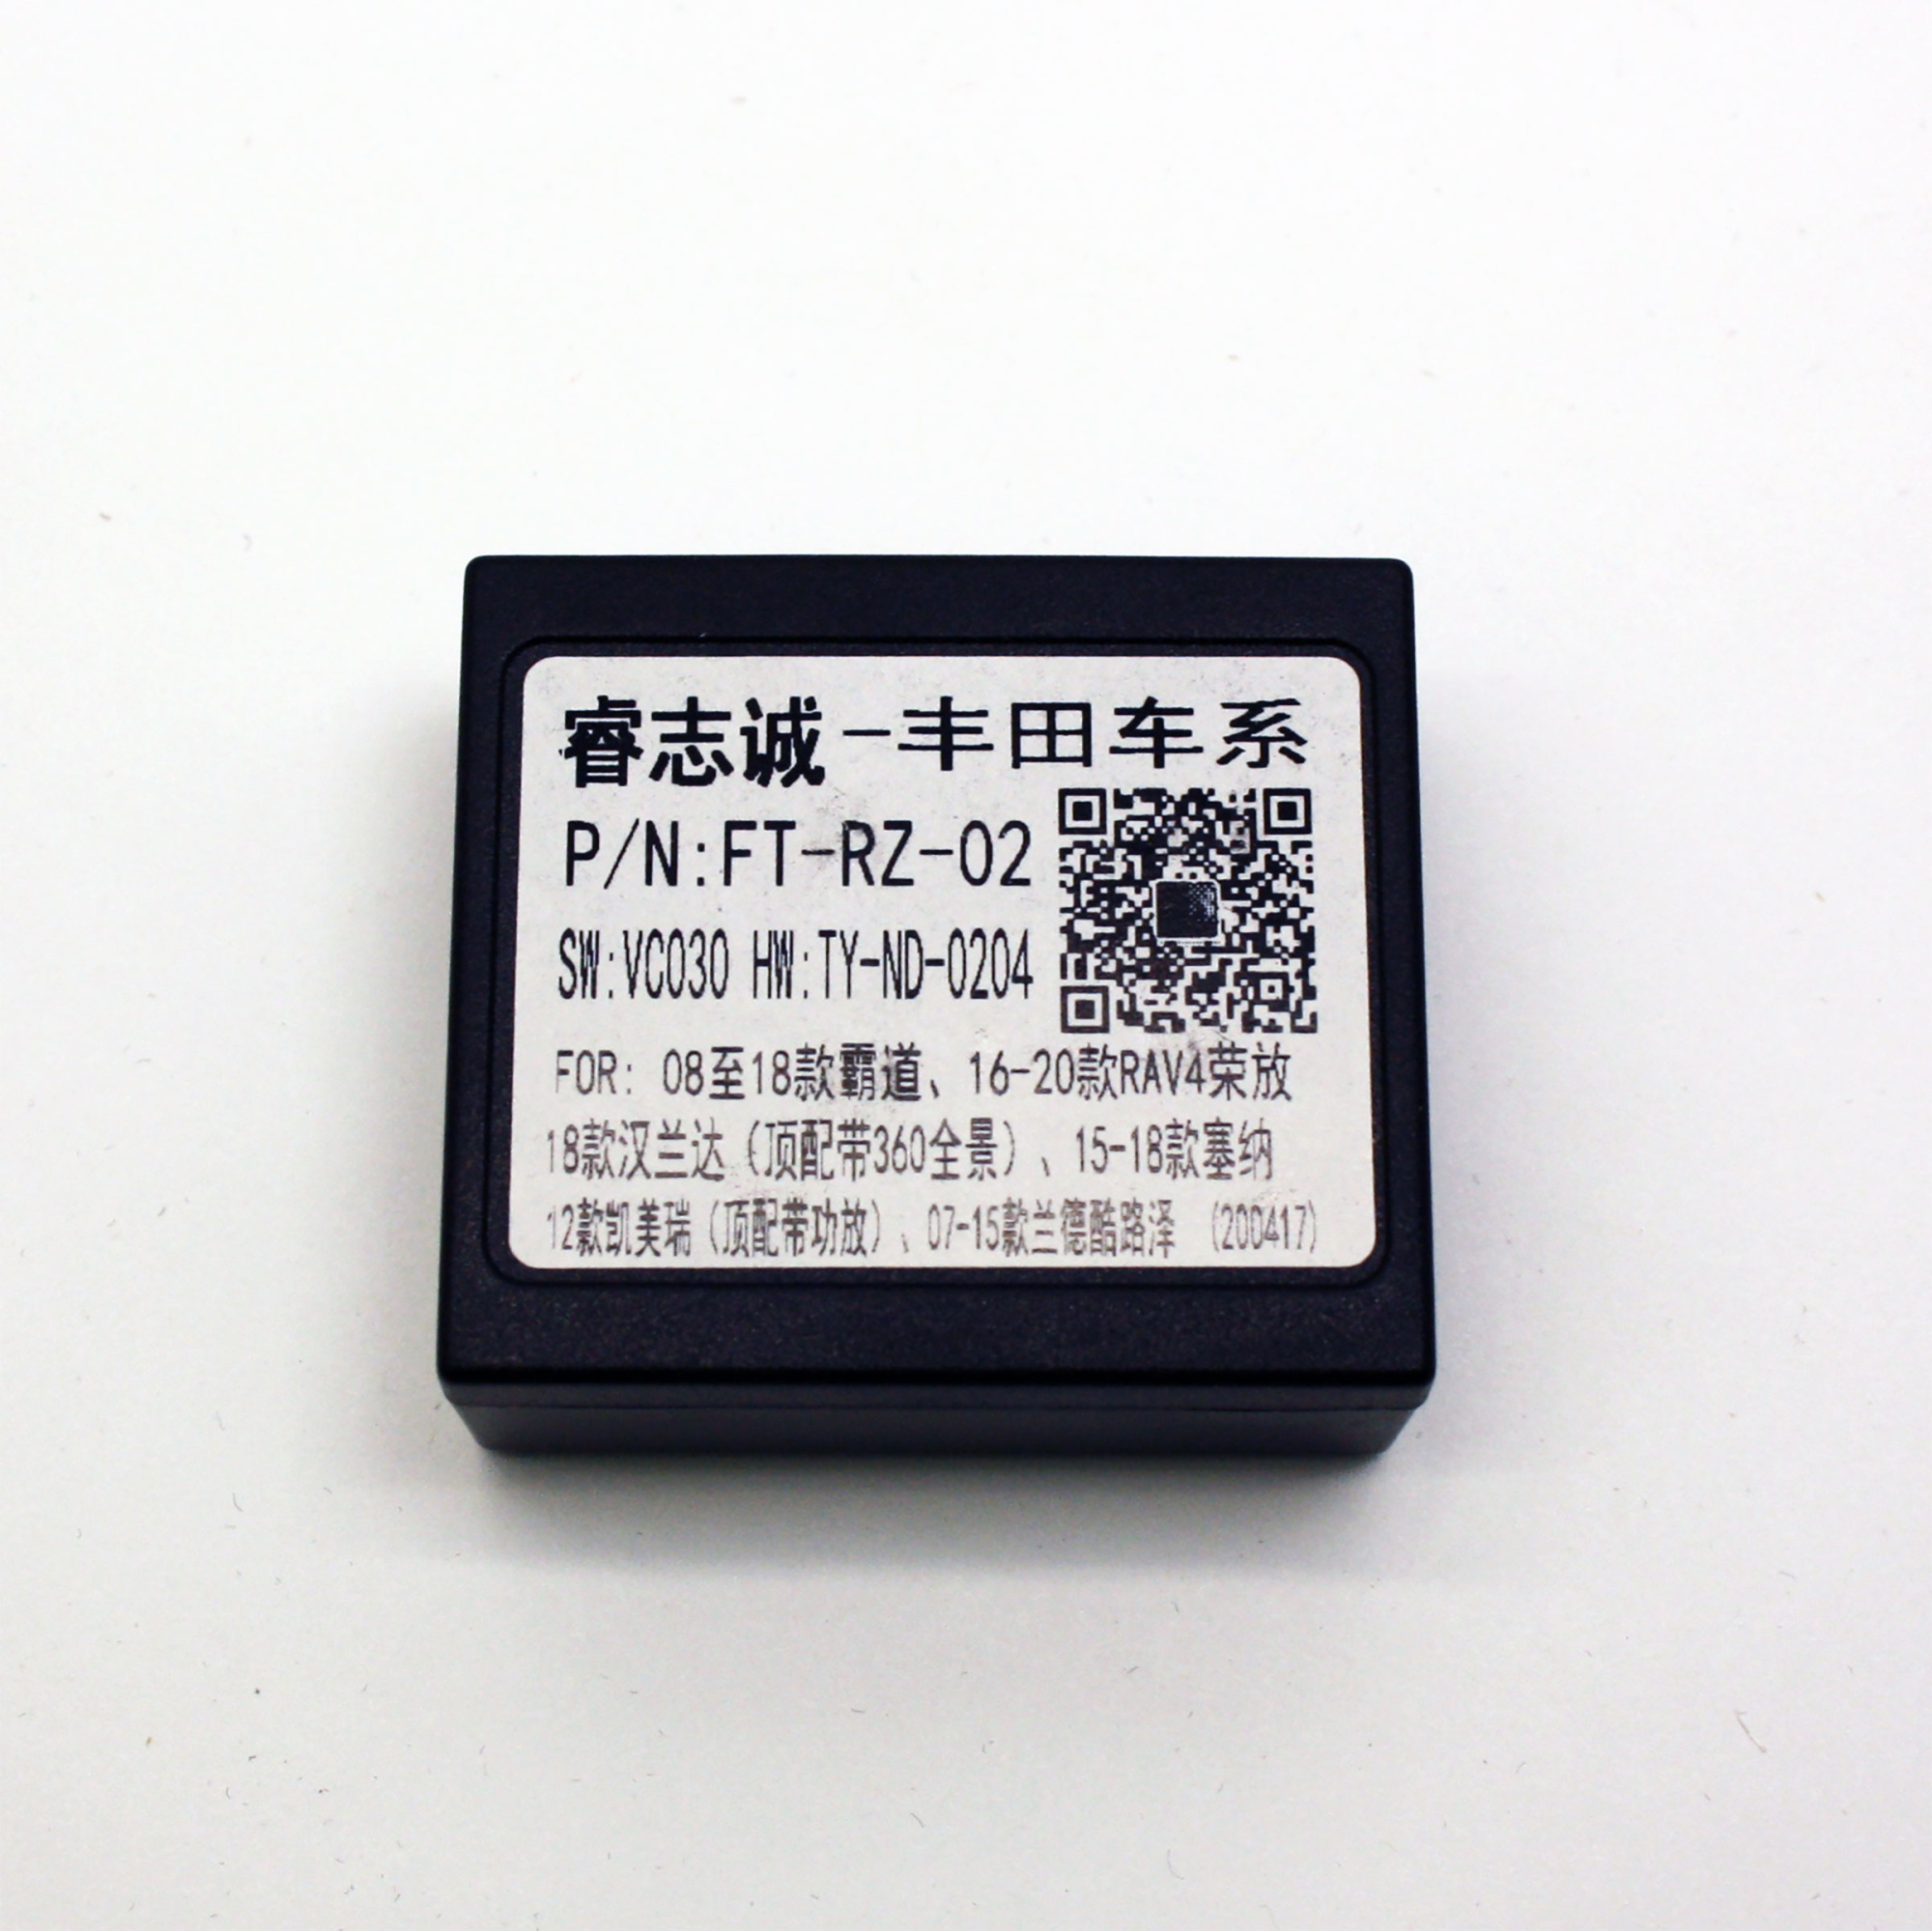 睿志诚-丰田车系
P/N:FT-RZ-02
SW:VC030 HW:TY-ND-0204
FOR: 08至18款霸道、16-20款RAV4荣放
18款汉兰达（顶配带360全景）、15-18款塞纳
12款凯美瑞（顶配带功放）、07-15款兰德酷路泽 (200417)